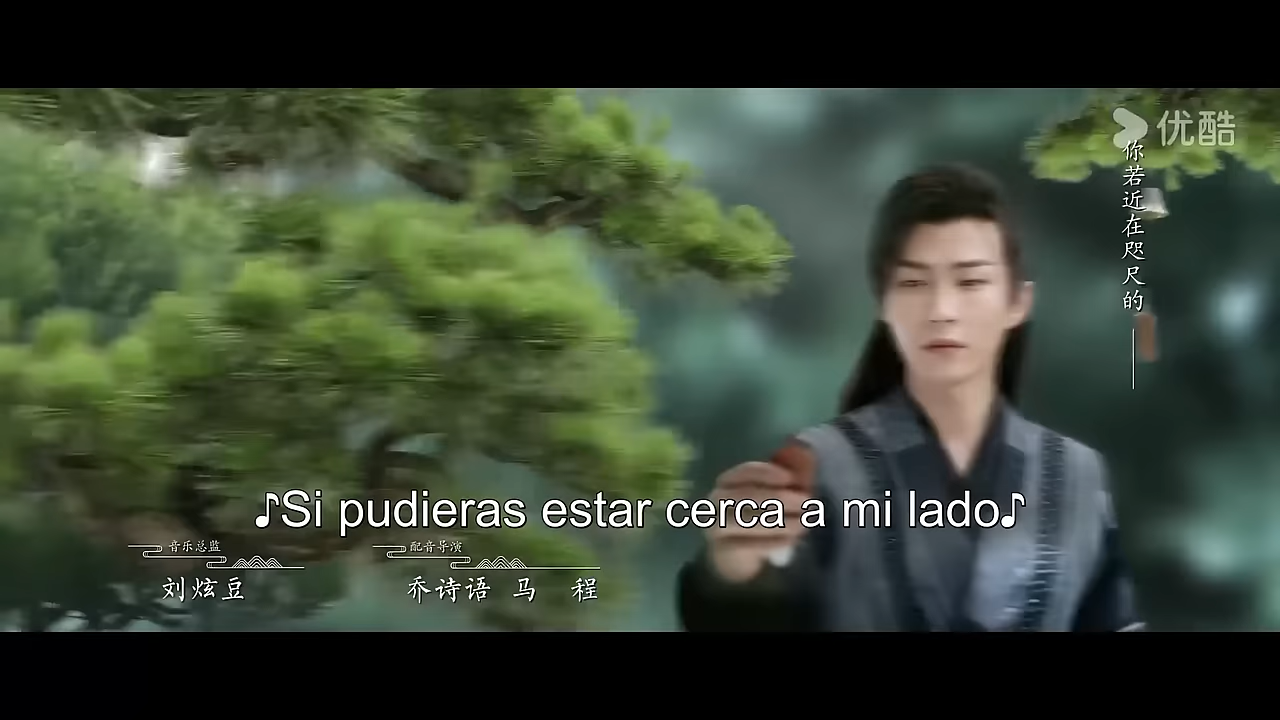 优酷
你若近在咫尺的
♪Si pudieras estar cerca a mi lado♪
音乐总监
刘炫豆
配音导演
乔诗语 马 程